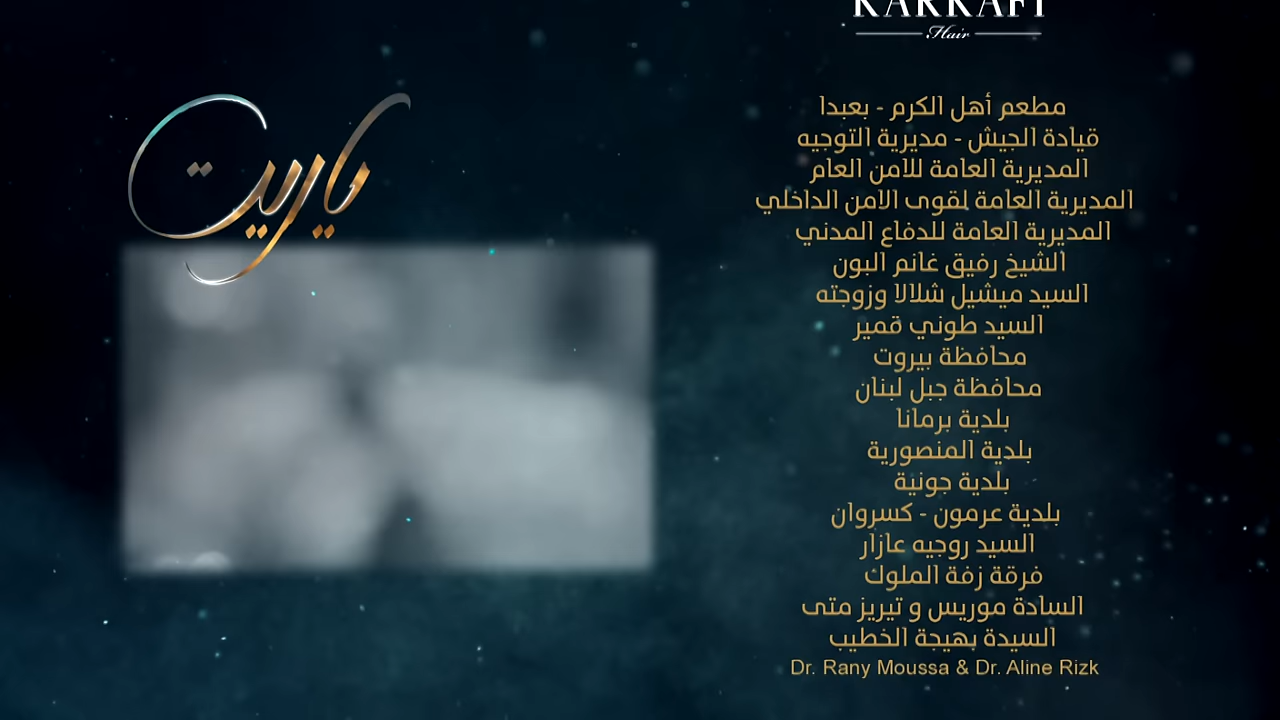 KARKAFI
Hair
ياريت
مطعم أهل الكرم - بعبدا
قيادة الجيش - مديرية التوجيه
المديرية العامة للامن العام
المديرية العامة لقوى الامن الداخلي
المديرية العامة للدفاع المدني
الشيخ رفيق غانم البون
السيد ميشيل شلالا وزوجته
السيد طوني قمير
محافظة بيروت
محافظة جبل لبنان
بلدية برمانا
بلدية المنصورية
بلدية جونية
بلدية عرمون - كسروان
السيد روجيه عازار
فرقة زفة الملوك
السادة موريس و تيريز متى
السيدة بهيجة الخطيب
Dr. Rany Moussa & Dr. Aline Rizk